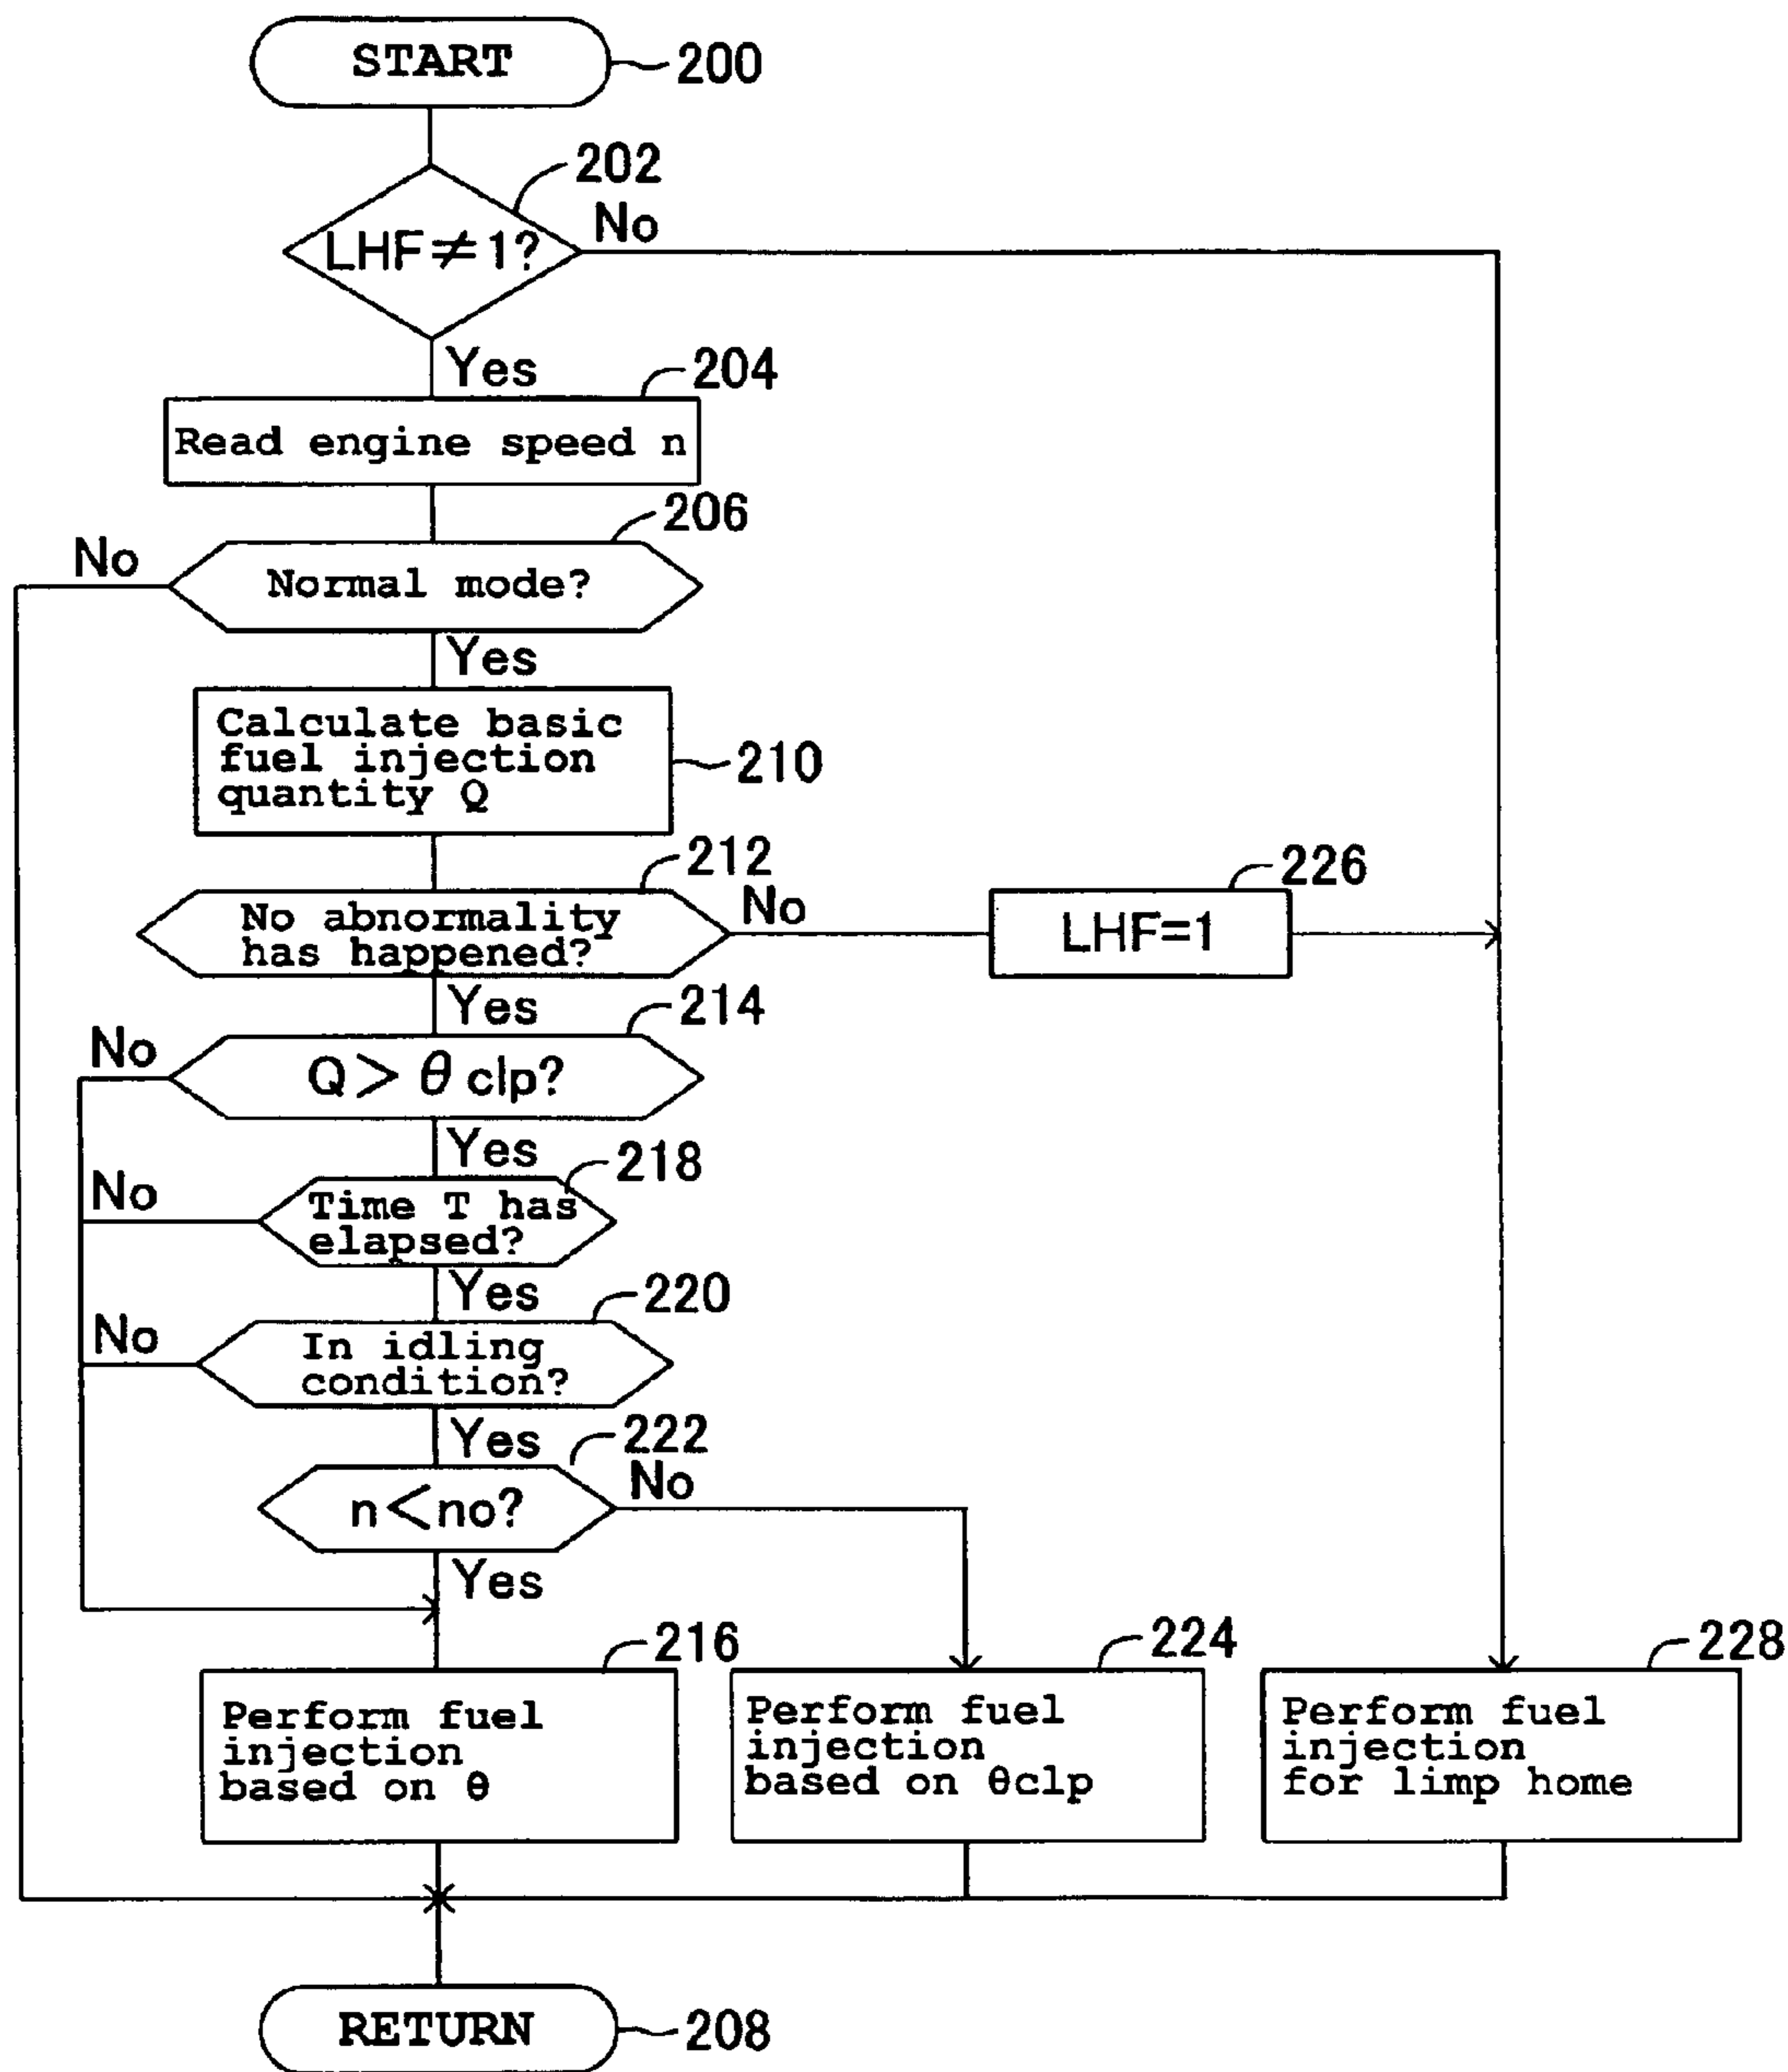 START
200
202
LHF≠1?
No
Yes
204
Read engine speed n
206
No
Normal mode?
Yes
Calculate basic
fuel injection
quantity Q
210
212
No abnormality
has happened?
No
226
LHF=1
Yes
214
No
Q> θ clp?
Yes
218
No
Time T has
elapsed?
Yes
220
No
In idling
condition?
Yes
222
No
n<no?
Yes
216
Perform fuel
injection
based on θ
224
Perform fuel
injection
based on θclp
228
Perform fuel
injection
for limp home
RETURN
208